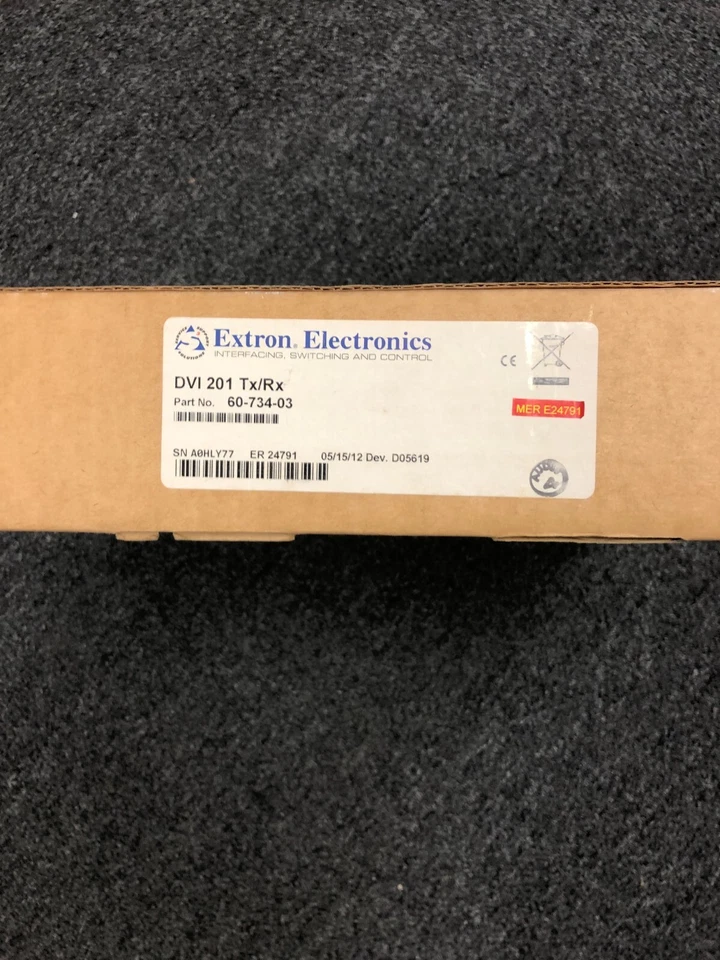 Extron® Electronics
INTERFACING, SWITCHING AND CONTROL
DVI 201 Tx/Rx
Part No. 60-734-03
SN A0HLY77 ER 24791 05/15/12 Dev. D05619
CE
MER E24791